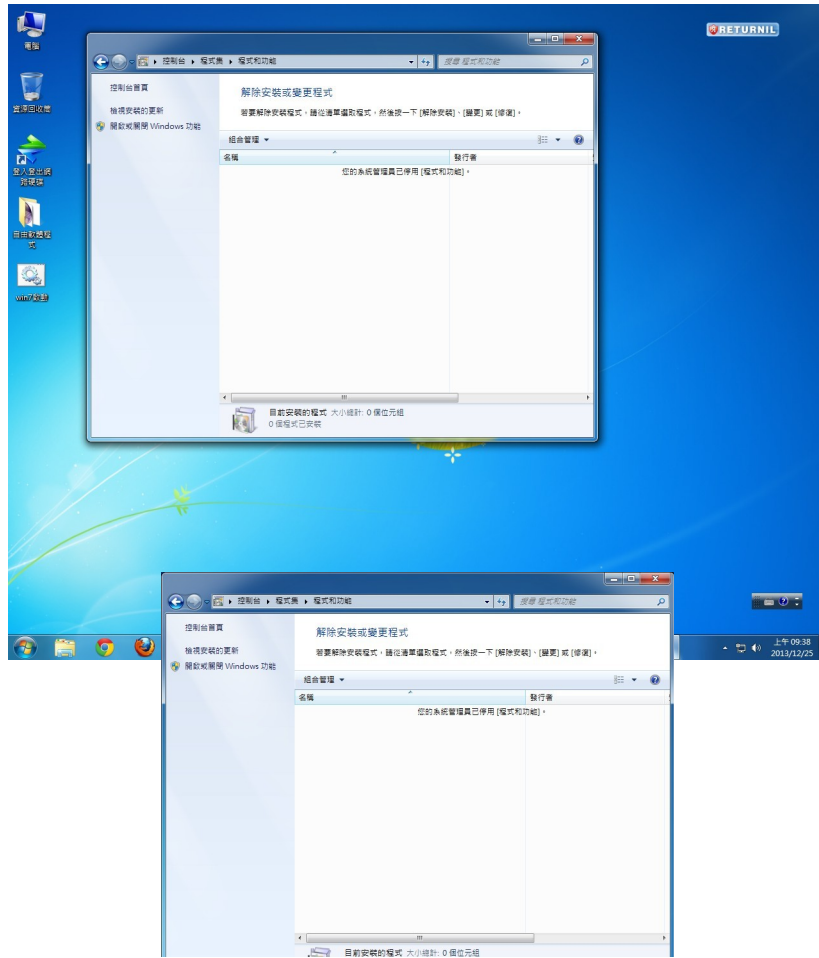 RETURNIL
電腦
資源回收筒
登入登出網
路硬碟
自由軟體程
式
控制台 ▸ 程式集 ▸ 程式和功能
搜尋 程式和功能
控制台首頁
檢視安裝的更新
開啟或關閉 Windows 功能
解除安裝或變更程式
若要解除安裝程式，請從清單選取程式，然後按一下 [解除安裝]、[變更] 或 [修復]。
組合管理
名稱
發行者
您的系統管理員已停用 [程式和功能]。
目前安裝的程式 大小總計: 0 個位元組
0 個程式已安裝
上午 09:38
2013/12/25
控制台 ▸ 程式集 ▸ 程式和功能
搜尋 程式和功能
控制台首頁
檢視安裝的更新
開啟或關閉 Windows 功能
解除安裝或變更程式
若要解除安裝程式，請從清單選取程式，然後按一下 [解除安裝]、[變更] 或 [修復]。
組合管理
名稱
發行者
您的系統管理員已停用 [程式和功能]。
目前安裝的程式 大小總計: 0 個位元組